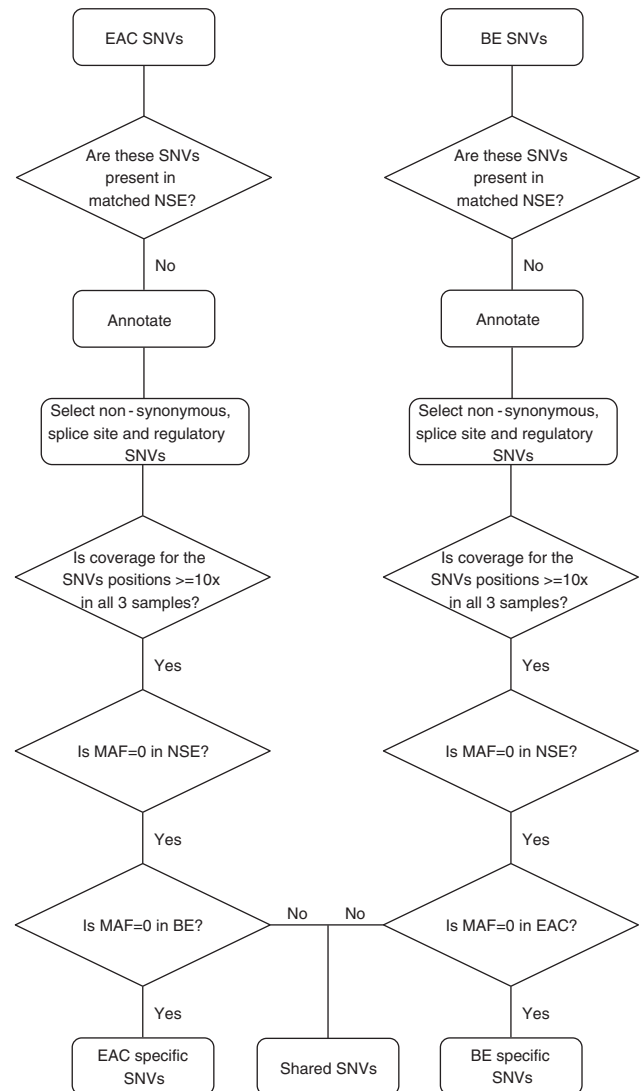 EAC SNVs
BE SNVs
Are these SNVs
present in
matched NSE?
Are these SNVs
present in
matched NSE?
No
No
Annotate
Annotate
Select non-synonymous,
splice site and regulatory
SNVs
Select non-synonymous,
splice site and regulatory
SNVs
Is coverage for the
SNVs positions >=10x
in all 3 samples?
Is coverage for the
SNVs positions >=10x
in all 3 samples?
Yes
Yes
Is MAF=0 in NSE?
Is MAF=0 in NSE?
Yes
Yes
Is MAF=0 in BE?
No
No
Is MAF=0 in EAC?
Yes
Yes
EAC specific
SNVs
Shared SNVs
BE specific
SNVs